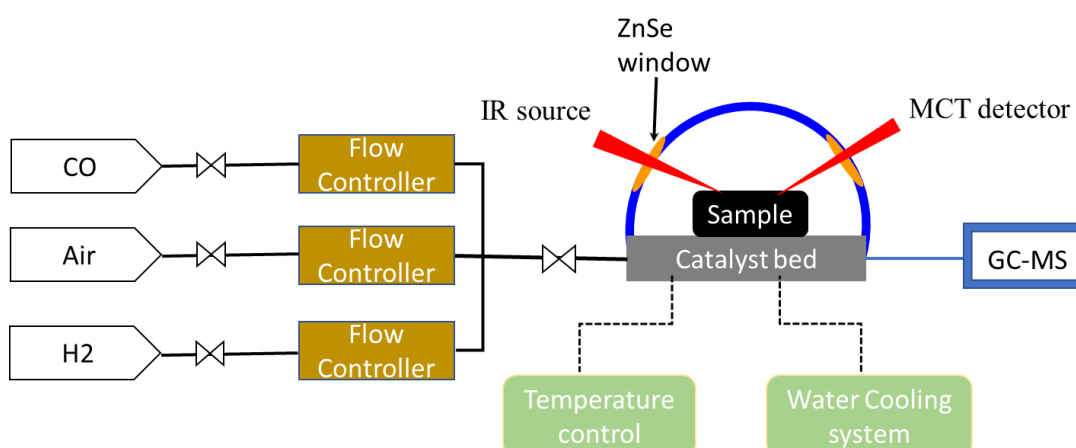 ZnSe
window
IR source
MCT detector
CO
Flow
Controller
Air
Flow
Controller
H2
Flow
Controller
Sample
Catalyst bed
GC-MS
Temperature
control
Water Cooling
system